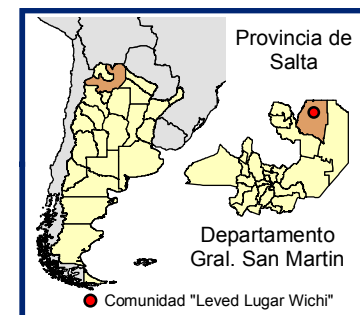 Provincia de
Salta
Departamento
Gral. San Martin
Comunidad "Leved Lugar Wichi"